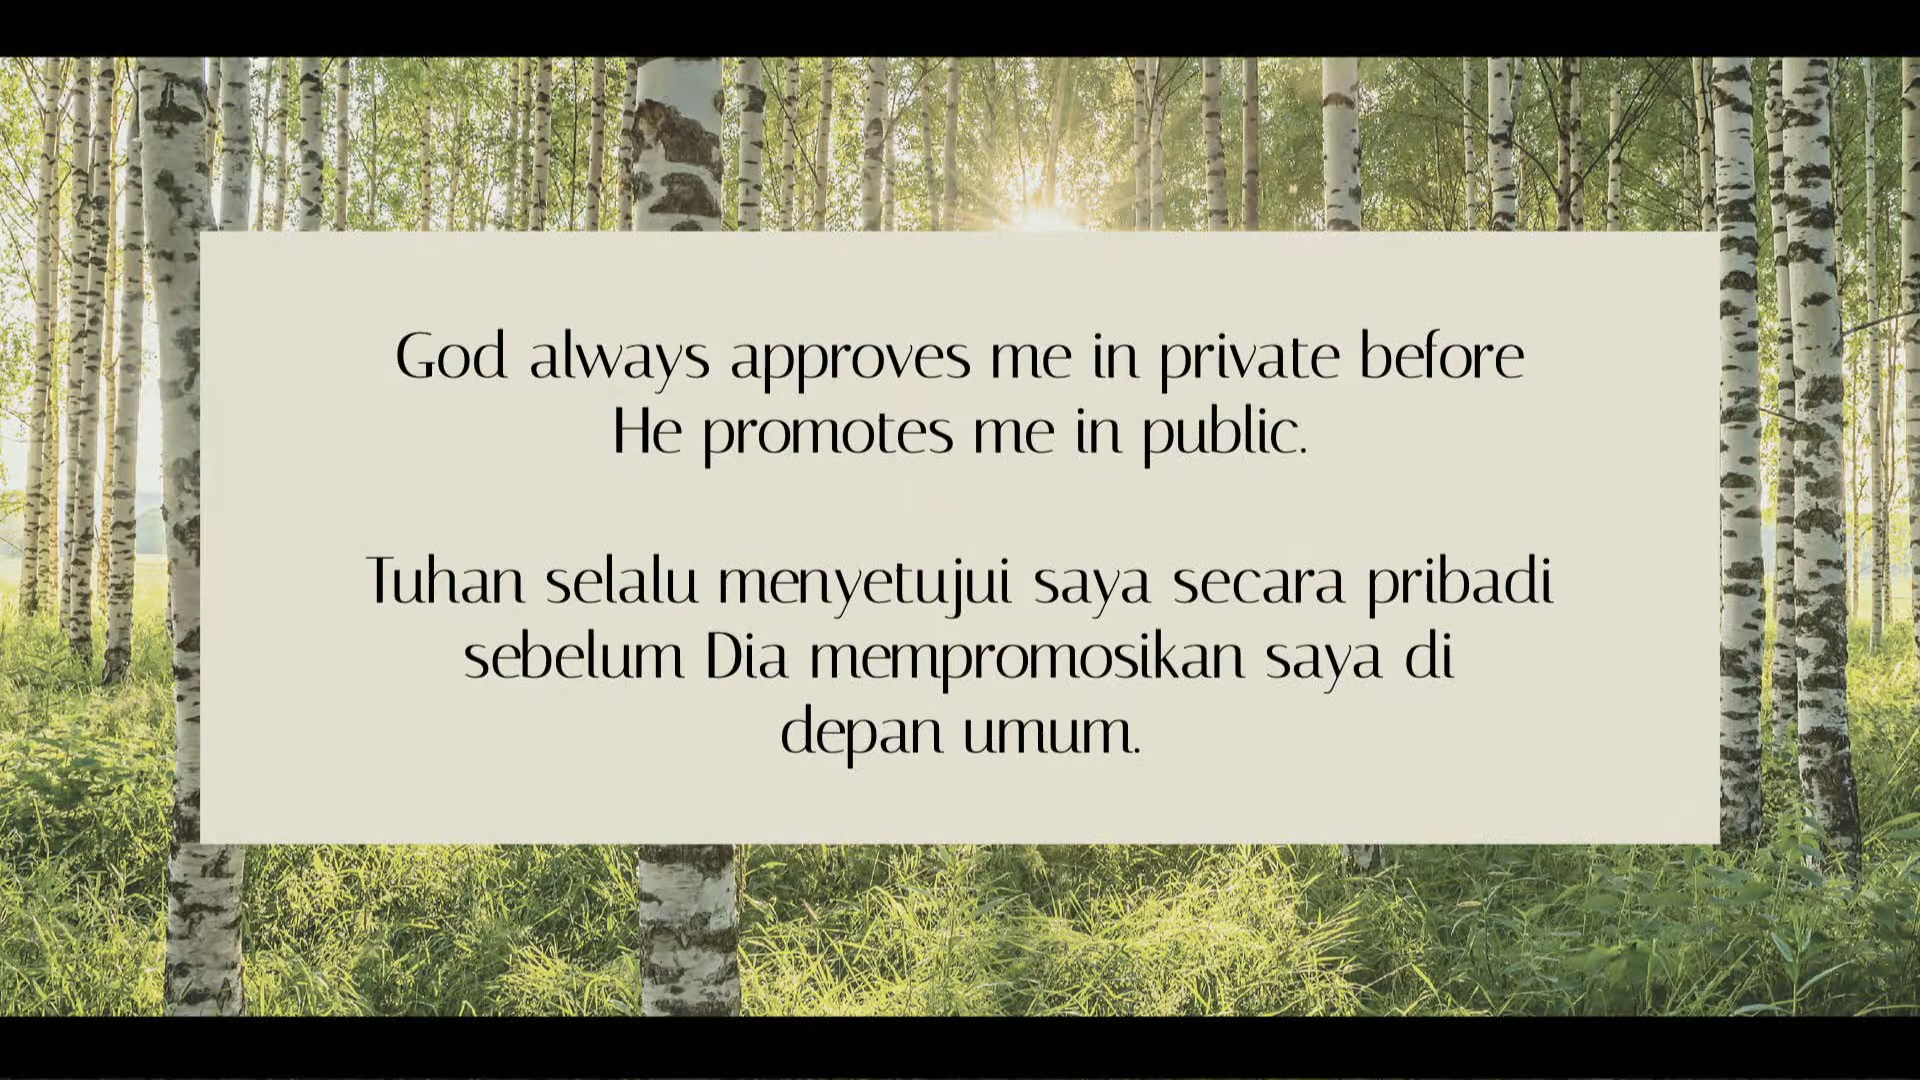 God always approves me in private before
He promotes me in public.
Tuhan selalu menyetujui saya secara pribadi
sebelum Dia mempromosikan saya di
depan umum.